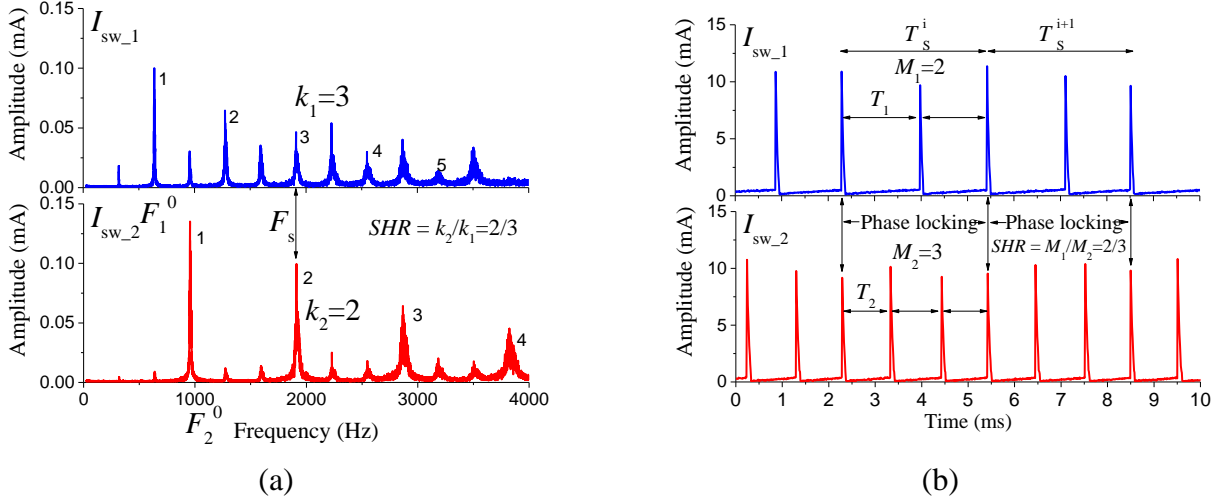 0.15
I_sw_1
0.10
0.05
0.00
Amplitude (mA)
1
2
k_1=3
3
4
5
F_1^0
F_s
SHR = k_2/k_1=2/3
0.15
I_sw_2
0.10
0.05
0.00
Amplitude (mA)
1
2
k_2=2
3
4
0 1000 2000 3000 4000
F_2^0 Frequency (Hz)
(a)
15
I_sw_1
10
5
0
Amplitude (mA)
T_s^i T_s^i+1
M_1=2
T_1
15
I_sw_2
10
5
0
Amplitude (mA)
Phase locking Phase locking
M_2=3 SHR = M_1/M_2=2/3
T_2
0 1 2 3 4 5 6 7 8 9 10
Time (ms)
(b)